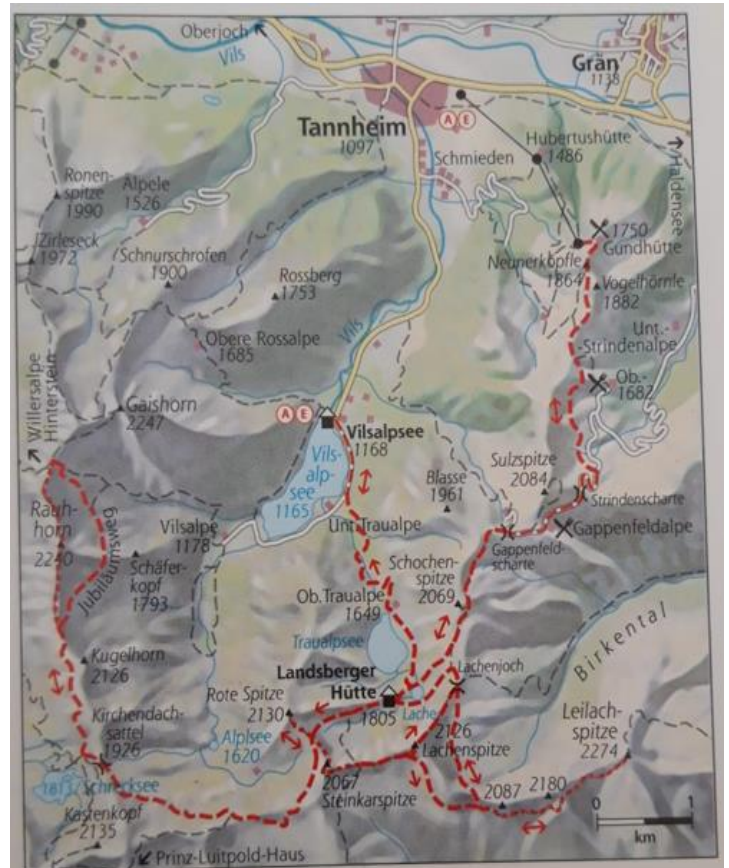 Oberjoch
Vils
Grän
1138
A E
Tannheim
1097
Hubertushütte
1486
Schmieden
Haldensee
Ronen-
spitze
1990
Älpele
1526
1750
Gundhütte
Zirleseck
1972
Schnurschrofen
1900
Neunerköpfle
1864
Vogelhörnle
1882
Rossberg
1753
Vils
Unt.-
Strindenalpe
Obere Rossalpe
1685
Ob.-
1682
Willersalpe
Hinterstein
Gaishorn
2247
A E
Vilsalpsee
1168
Vils-
alp-
see
1165
Sulzspitze
2084
Blasse
1961
Strindenscharte
Rauh-
horn
2240
Jubiläumsweg
Vilsalpe
1178
Unt.Traualpe
Gappenfeldalpe
Gappenfeld-
scharte
Schäfer-
kopf
1793
Schochen-
spitze
2069
Ob.Traualpe
1649
Traualpsee
Birkental
Kugelhorn
2126
Landsberger
Hütte
1805
Lachenjoch
Rote Spitze
2130
Lache
Kirchendach-
sattel
1926
Alpsee
1620
2126
Lachenspitze
Leilach-
spitze
2274
1813 Schrecksee
2067
Steinkarspitze
2087
2180
Kastenkopf
2135
0 1
km
Prinz-Luitpold-Haus